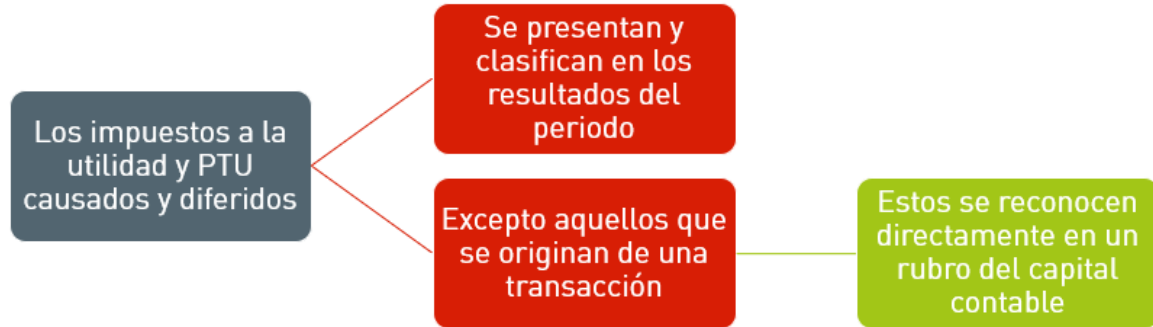 Los impuestos a la
utilidad y PTU
causados y diferidos
Se presentan y
clasifican en los
resultados del
periodo
Excepto aquellos que
se originan de una
transacción
Estos se reconocen
directamente en un
rubro del capital
contable